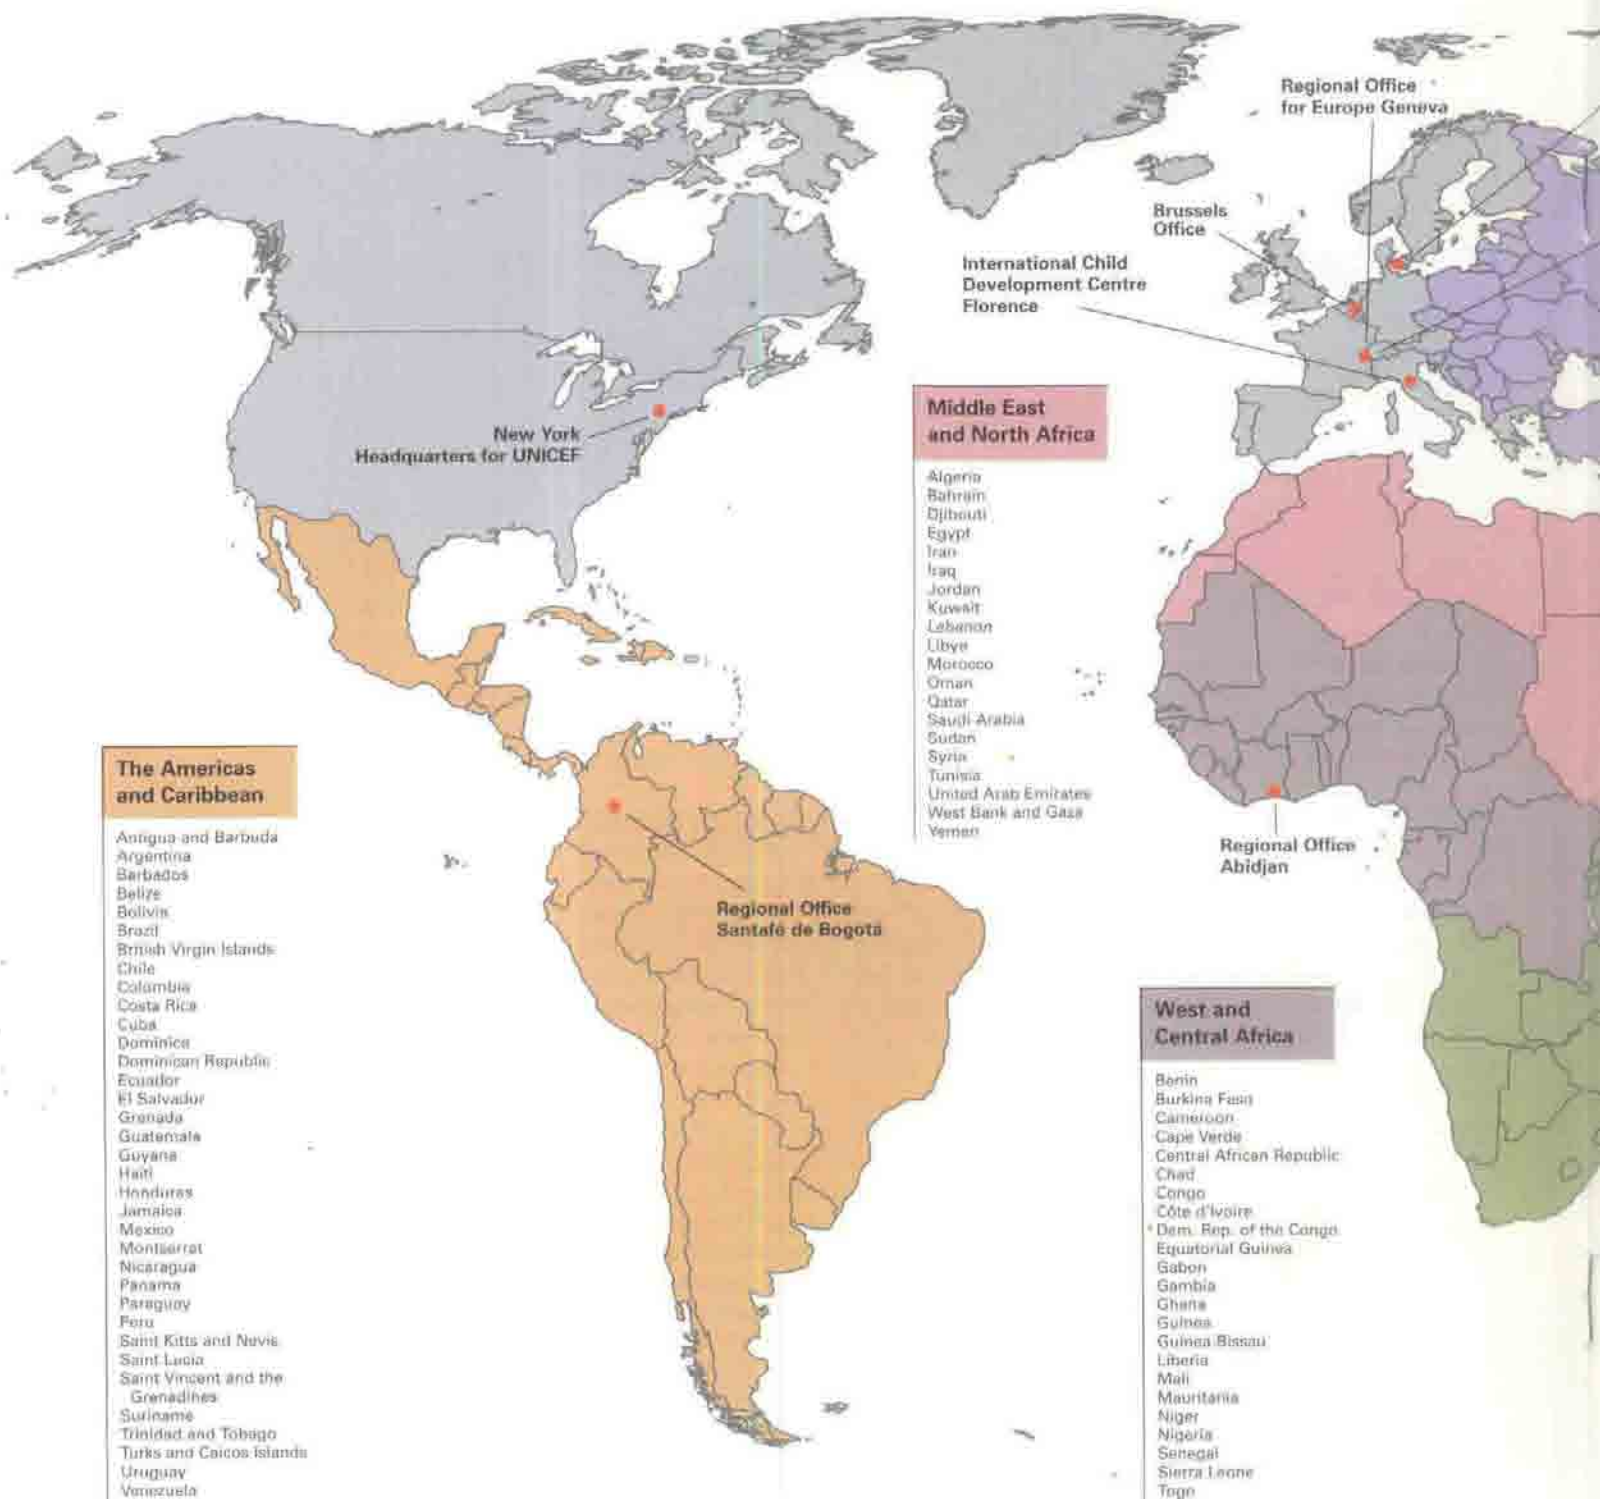 Regional Office
for Europe Geneva
Brussels
Office
International Child
Development Centre
Florence
New York
Headquarters for UNICEF
Middle East
and North Africa
Algeria
Bahrain
Djibouti
Egypt
Iran
Iraq
Jordan
Kuwait
Lebanon
Libya
Morocco
Oman
Qatar
Saudi Arabia
Sudan
Syria
Tunisia
United Arab Emirates
West Bank and Gaza
Yemen
Regional Office
Abidjan
The Americas
and Caribbean
Antigua and Barbuda
Argentina
Barbados
Belize
Bolivia
Brazil
British Virgin Islands
Chile
Colombia
Costa Rica
Cuba
Dominica
Dominican Republic
Ecuador
El Salvador
Grenada
Guatemala
Guyana
Haiti
Honduras
Jamaica
Mexico
Montserrat
Nicaragua
Panama
Paraguay
Peru
Saint Kitts and Nevis
Saint Lucia
Saint Vincent and the
Grenadines
Suriname
Trinidad and Tobago
Turks and Caicos Islands
Uruguay
Venezuela
Regional Office
Santafé de Bogotá
West and
Central Africa
Benin
Burkina Faso
Cameroon
Cape Verde
Central African Republic
Chad
Congo
Côte d'Ivoire
Dem. Rep. of the Congo
Equatorial Guinea
Gabon
Gambia
Ghana
Guinea
Guinea-Bissau
Liberia
Mali
Mauritania
Niger
Nigeria
Senegal
Sierra Leone
Togo